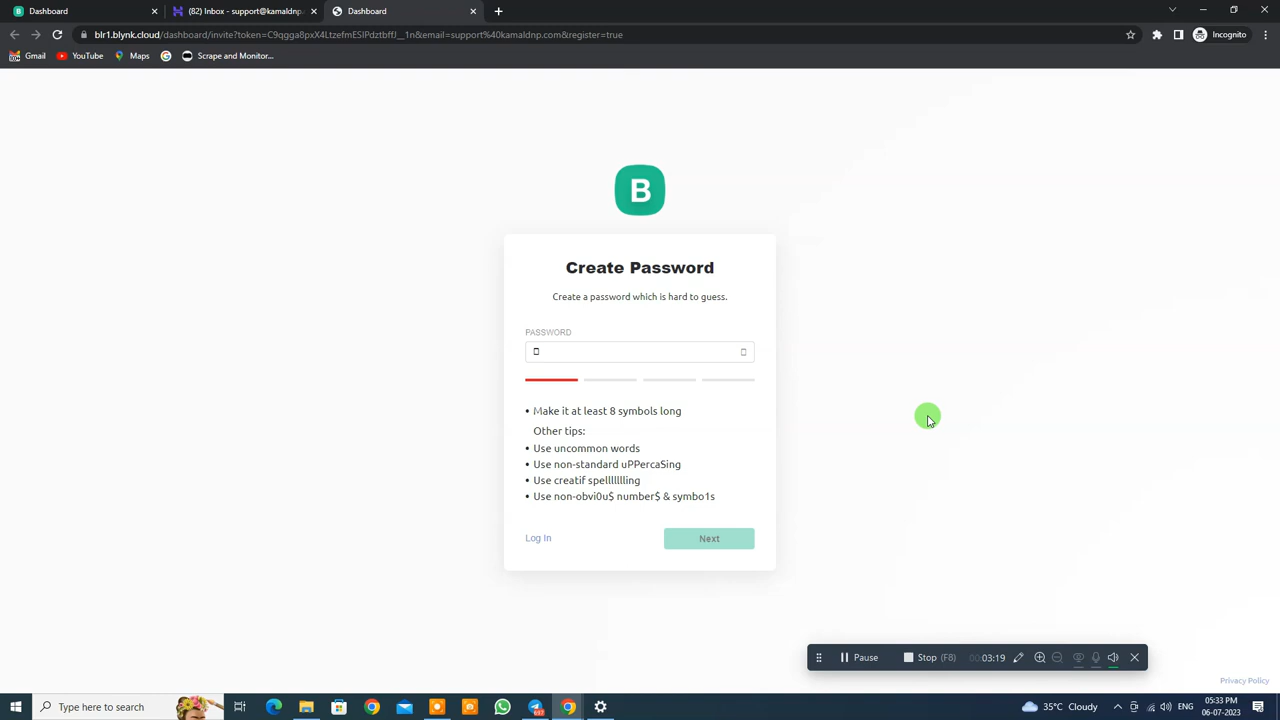 Dashboard
(82) Inbox - support@kamaldnp.
Dashboard
blr1.blynk.cloud/dashboard/invite?token=C9qgga8pxX4LtzefmESIPdztbffJ__1n&email=support%40kamaldnp.com&register=true
Incognito
Gmail
YouTube
Maps
G
Scrape and Monitor...
B
Create Password
Create a password which is hard to guess.
PASSWORD
• Make it at least 8 symbols long
Other tips:
• Use uncommon words
• Use non-standard uPPercaSing
• Use creatif spelllllllling
• Use non-obvi0u$ number$ & symbo1s
Log In
Next
Pause
Stop (F8)
00:03:19
Privacy Policy
Type here to search
35°C Cloudy
ENG
05:33 PM
06-07-2023